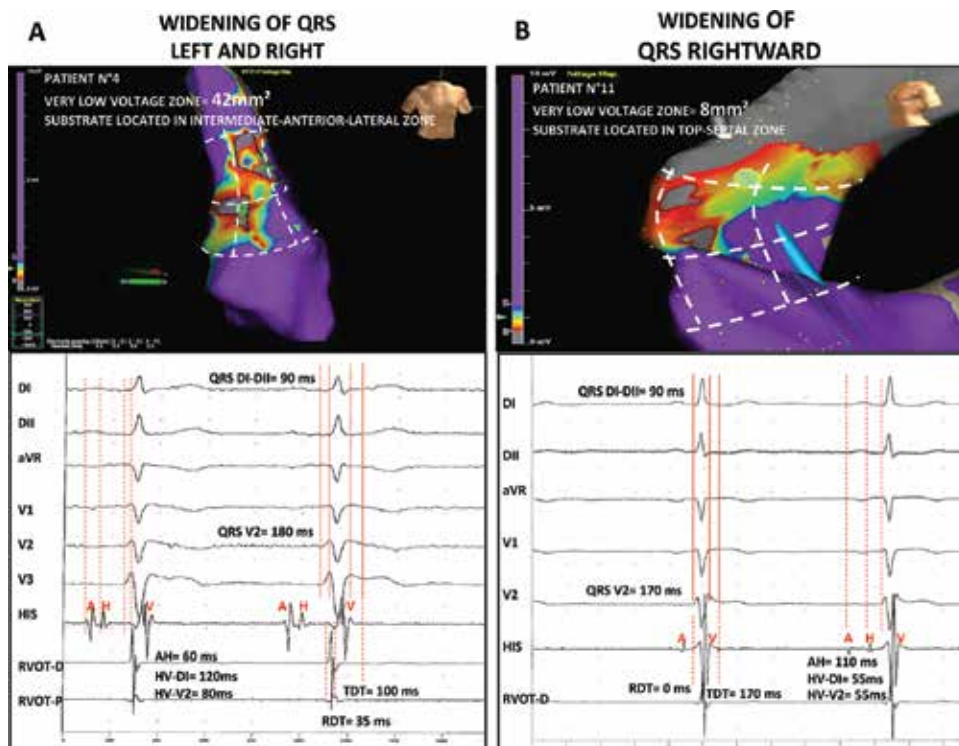 A
WIDENING OF QRS
LEFT AND RIGHT
PATIENT N°4
VERY LOW VOLTAGE ZONE= 42mm²
SUBSTRATE LOCATED IN INTERMEDIATE-ANTERIOR-LATERAL ZONE
DI
DII
aVR
V1
V2
V3
HIS
RVOT-D
RVOT-P
QRS DI-DII= 90 ms
QRS V2= 180 ms
A H V A H V
AH= 60 ms
HV-DI= 120ms
HV-V2= 80ms
TDT= 100 ms
RDT= 35 ms
B
WIDENING OF
QRS RIGHTWARD
PATIENT N°11
VERY LOW VOLTAGE ZONE= 8mm²
SUBSTRATE LOCATED IN TOP-SEPTAL ZONE
DI
DII
aVR
V1
V2
HIS
RVOT-D
QRS DI-DII= 90 ms
QRS V2= 170 ms
A V A H V
RDT= 0 ms
TDT= 170 ms
AH= 110 ms
HV-DI= 55ms
HV-V2= 55ms